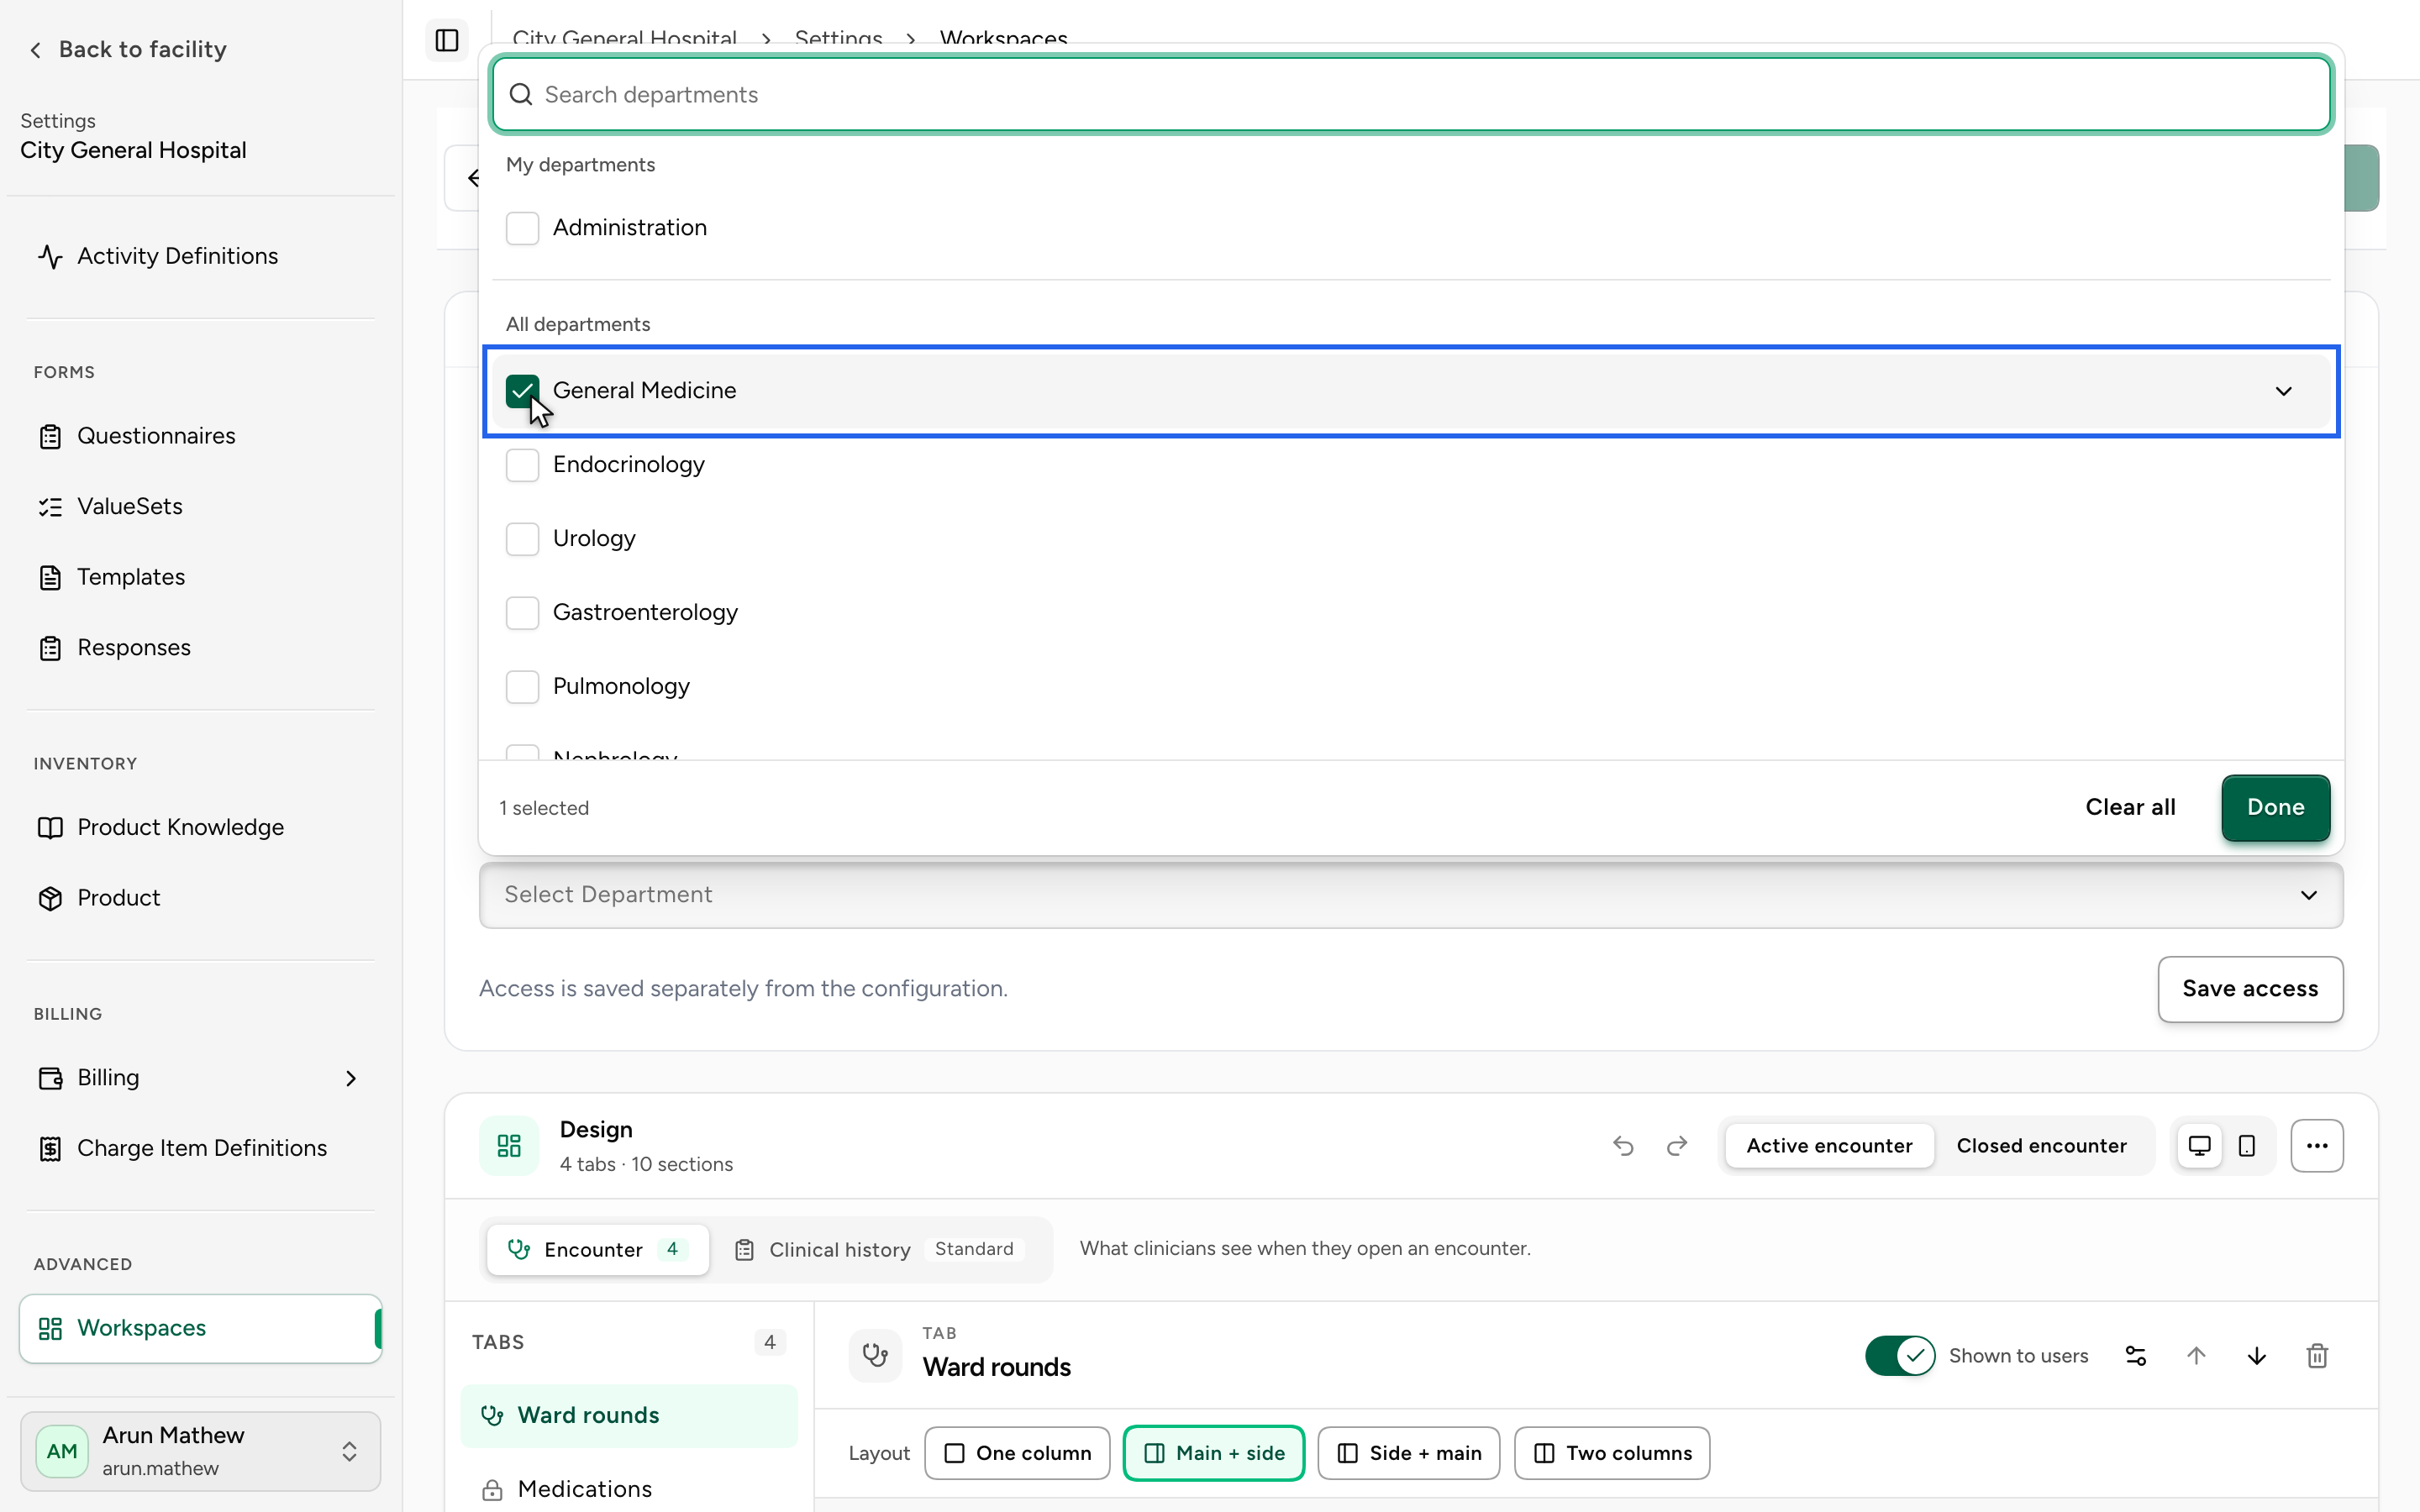 Back to facility
Settings
City General Hospital
Activity Definitions
FORMS
Questionnaires
ValueSets
Templates
Responses
INVENTORY
Product Knowledge
Product
BILLING
Billing
Charge Item Definitions
ADVANCED
Workspaces
AM
Arun Mathew
arun.mathew
City General Hospital > Settings > Workspaces
Search departments
My departments
Administration
All departments
General Medicine
Endocrinology
Urology
Gastroenterology
Pulmonology
Nephrology
1 selected
Clear all
Done
Select Department
Access is saved separately from the configuration.
Save access
Design
4 tabs · 10 sections
Active encounter
Closed encounter
Encounter 4
Clinical history Standard
What clinicians see when they open an encounter.
TABS 4
Ward rounds
Medications
TAB
Ward rounds
Shown to users
Layout
One column
Main + side
Side + main
Two columns